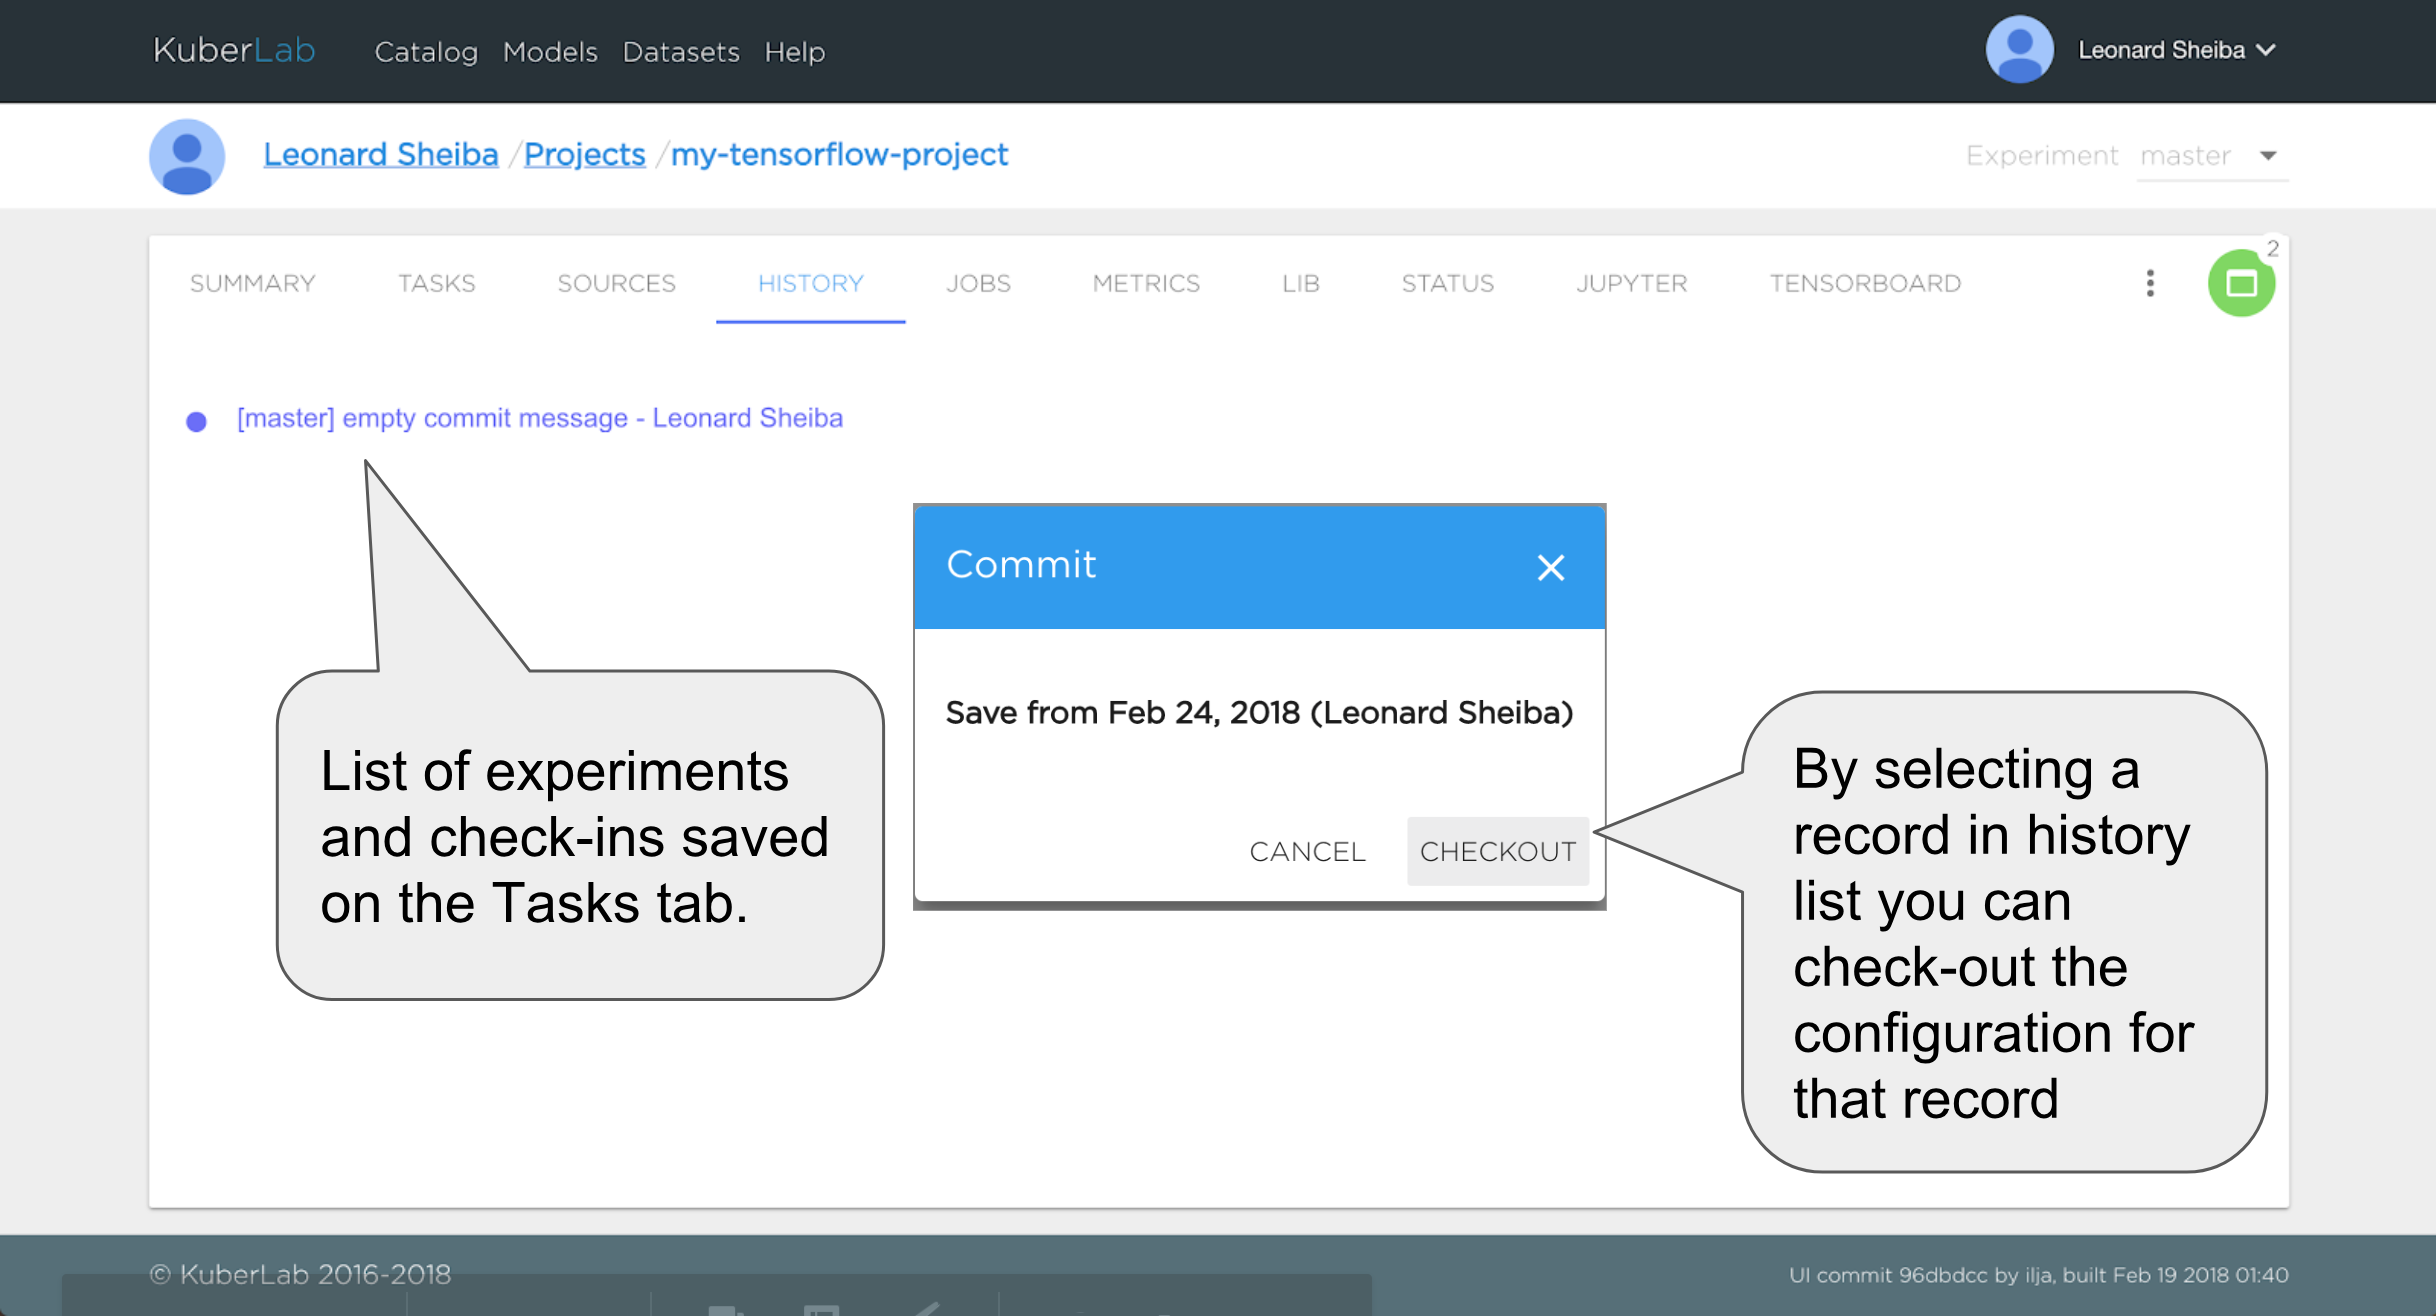 KuberLab Catalog Models Datasets Help Leonard Sheiba
Leonard Sheiba /Projects /my-tensorflow-project Experiment master
SUMMARY TASKS SOURCES HISTORY JOBS METRICS LIB STATUS JUPYTER TENSORBOARD 2
[master] empty commit message - Leonard Sheiba
Commit
Save from Feb 24, 2018 (Leonard Sheiba)
CANCEL CHECKOUT
List of experiments
and check-ins saved
on the Tasks tab.
By selecting a
record in history
list you can
check-out the
configuration for
that record
© KuberLab 2016-2018
UI commit 96dbdcc by ilja, built Feb 19 2018 01:40